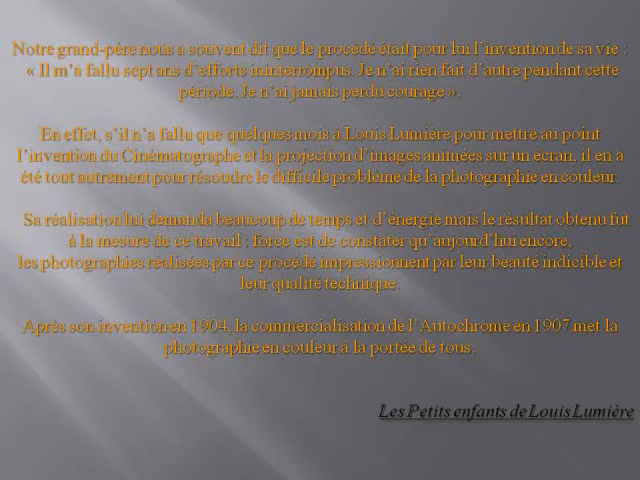 Notre grand-père nous a souvent dit que le procédé était pour lui l'invention de sa vie :
« Il m'a fallu sept ans d'efforts ininterrompus. Je n'ai rien fait d'autre pendant cette
période. Je n'ai jamais perdu courage ».
En effet, s'il n'a fallu que quelques mois à Louis Lumière pour mettre au point
l'invention du Cinématographe et la projection d'images animées sur un écran, il en a
été tout autrement pour résoudre le difficile problème de la photographie en couleur.
Sa réalisation lui demanda beaucoup de temps et d'énergie mais le résultat obtenu fut
à la mesure de ce travail : force est de constater qu'aujourd'hui encore,
les photographies réalisées par ce procédé impressionnent par leur beauté indicible et
leur qualité technique.
Après son invention en 1904, la commercialisation de l'Autochrome en 1907 met la
photographie en couleur à la portée de tous.
Les Petits enfants de Louis Lumière